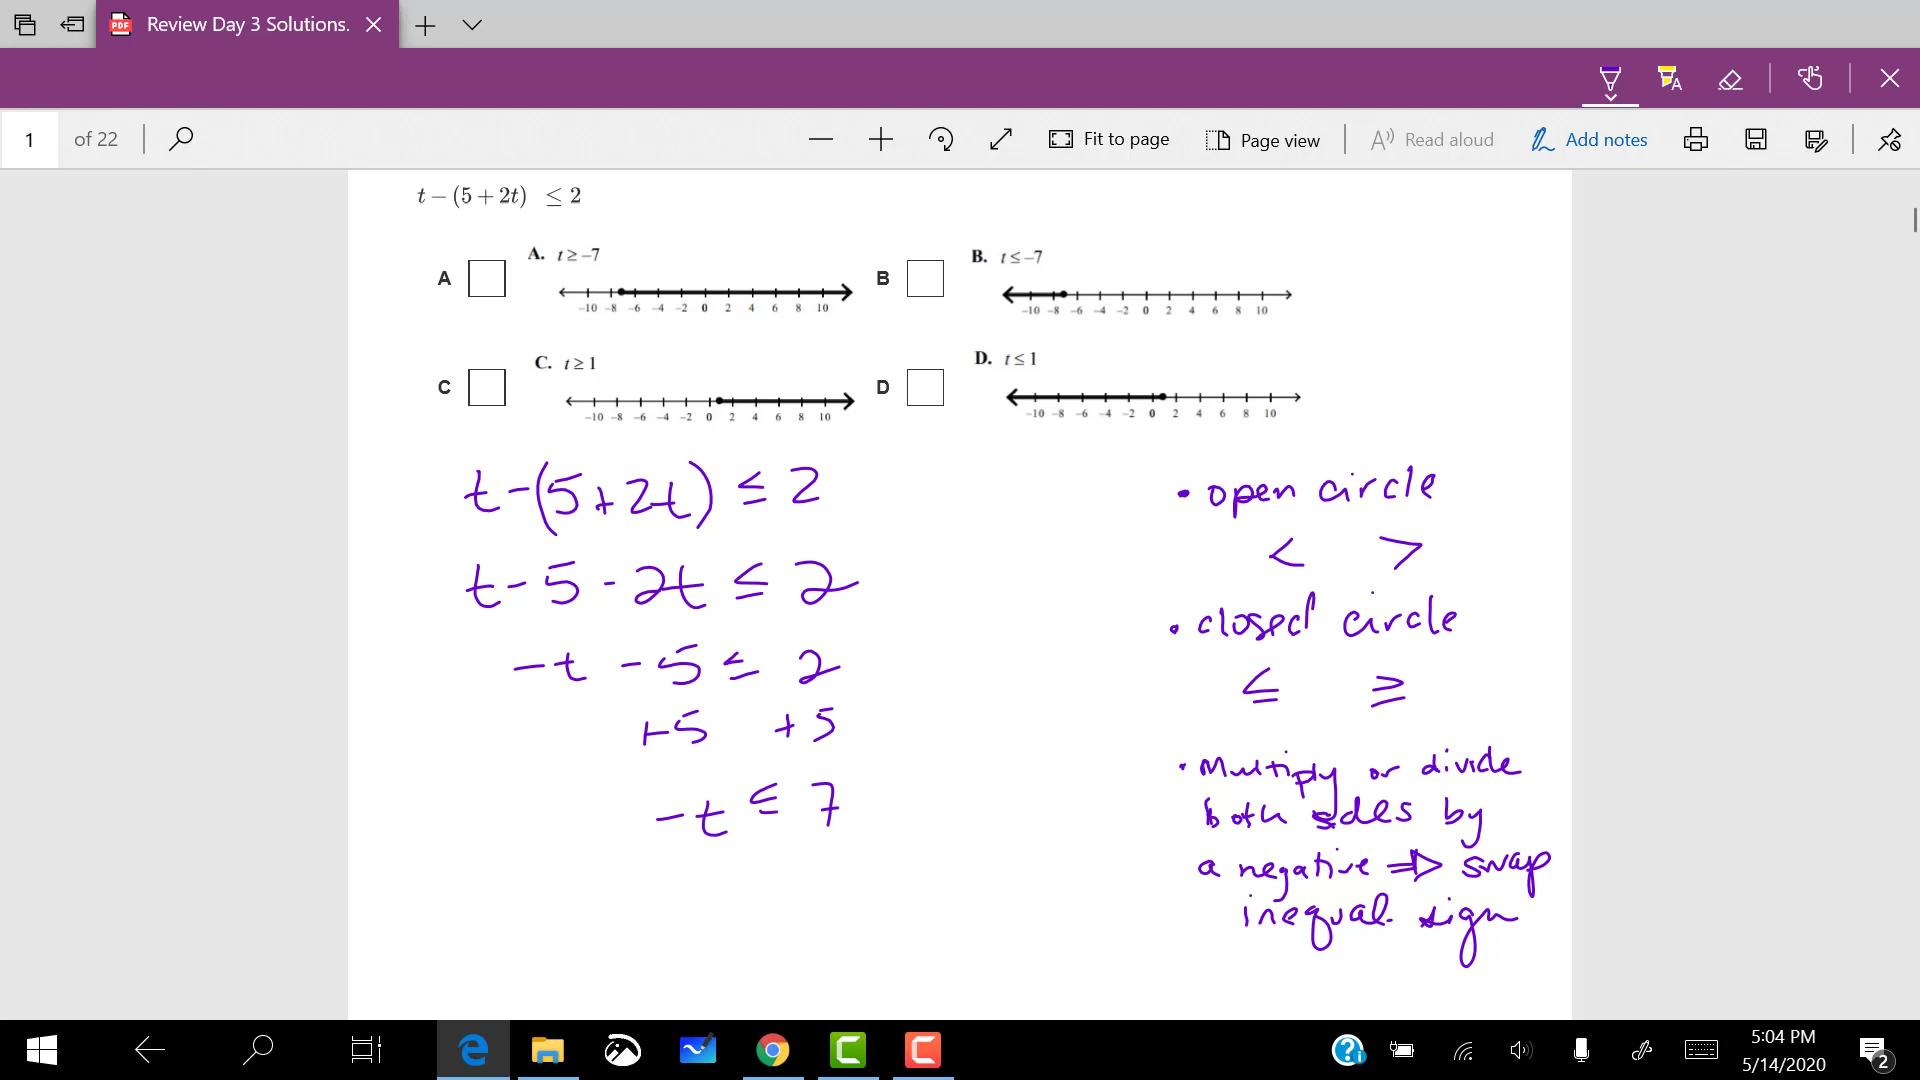 Review Day 3 Solutions.
1 of 22
Fit to page
Page view
Read aloud
Add notes
t − (5 + 2t) ≤ 2
A
A. t ≥ −7
−10 −8 −6 −4 −2 0 2 4 6 8 10
B
B. t ≤ −7
−10 −8 −6 −4 −2 0 2 4 6 8 10
C
C. t ≥ 1
−10 −8 −6 −4 −2 0 2 4 6 8 10
D
D. t ≤ 1
−10 −8 −6 −4 −2 0 2 4 6 8 10
t - (5 + 2t) ≤ 2
t - 5 - 2t ≤ 2
-t - 5 ≤ 2
+5 +5
-t ≤ 7
• open circle
< >
• closed circle
≤ ≥
• Multiply or divide
both sides by
a negative ⇒ swap
inequal. sign
5:04 PM
5/14/2020
2